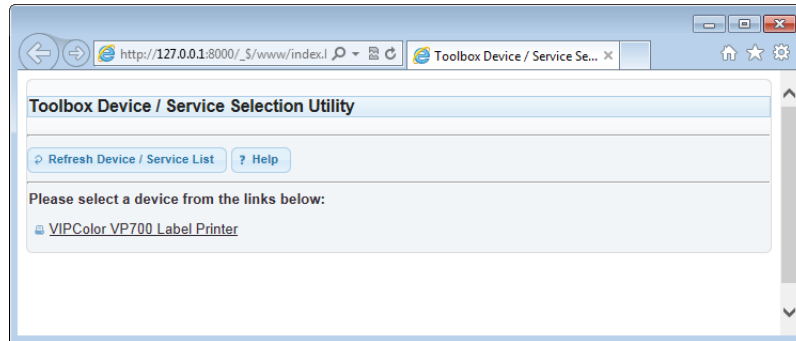 http://127.0.0.1:8000/_S/www/index.l
Toolbox Device / Service Se...
Toolbox Device / Service Selection Utility
Refresh Device / Service List
? Help
Please select a device from the links below:
VIPColor VP700 Label Printer